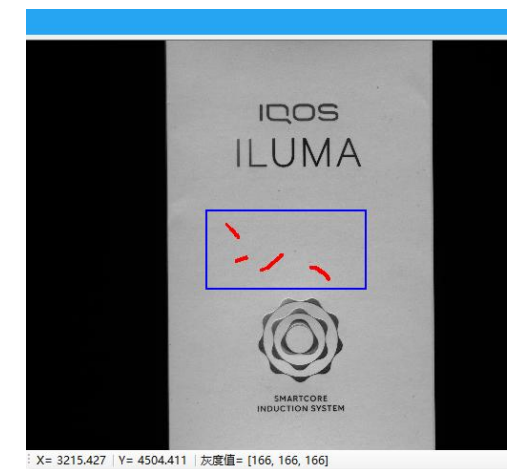 IQOS
ILUMA
SMARTCORE
INDUCTION SYSTEM
X= 3215.427 Y= 4504.411 灰度值= [166, 166, 166]